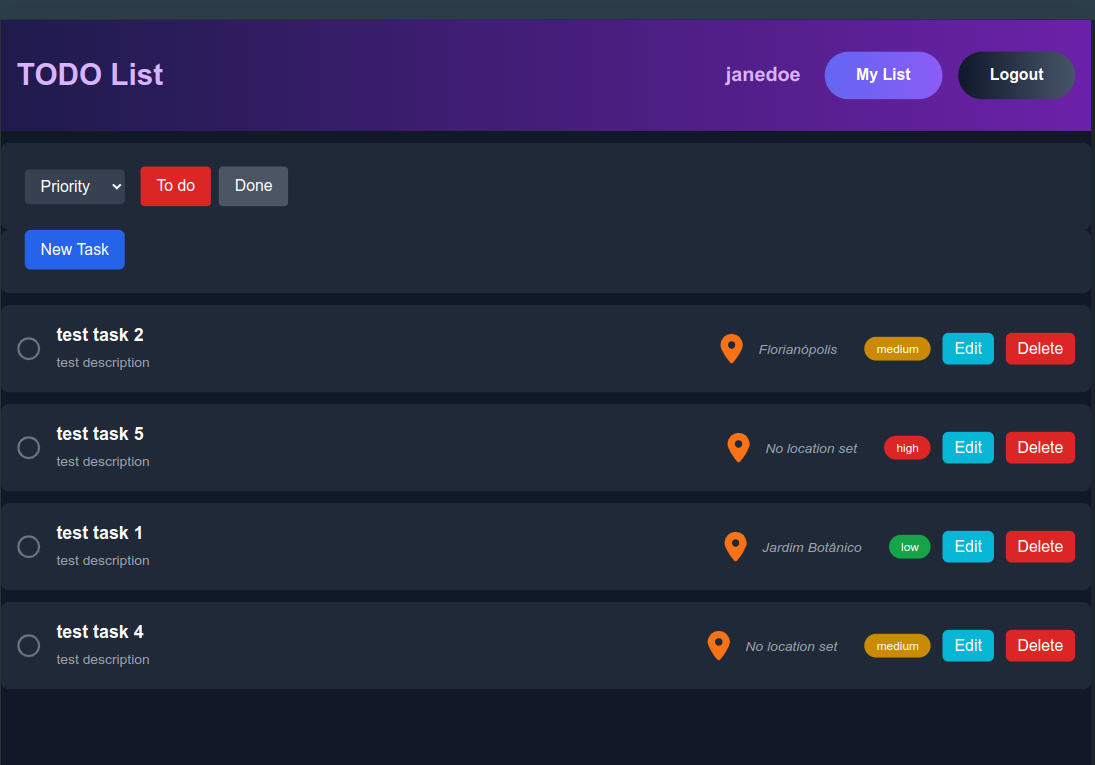 TODO List janedoe My List Logout
Priority To do Done
New Task
test task 2
test description
Florianópolis medium Edit Delete
test task 5
test description
No location set high Edit Delete
test task 1
test description
Jardim Botânico low Edit Delete
test task 4
test description
No location set medium Edit Delete